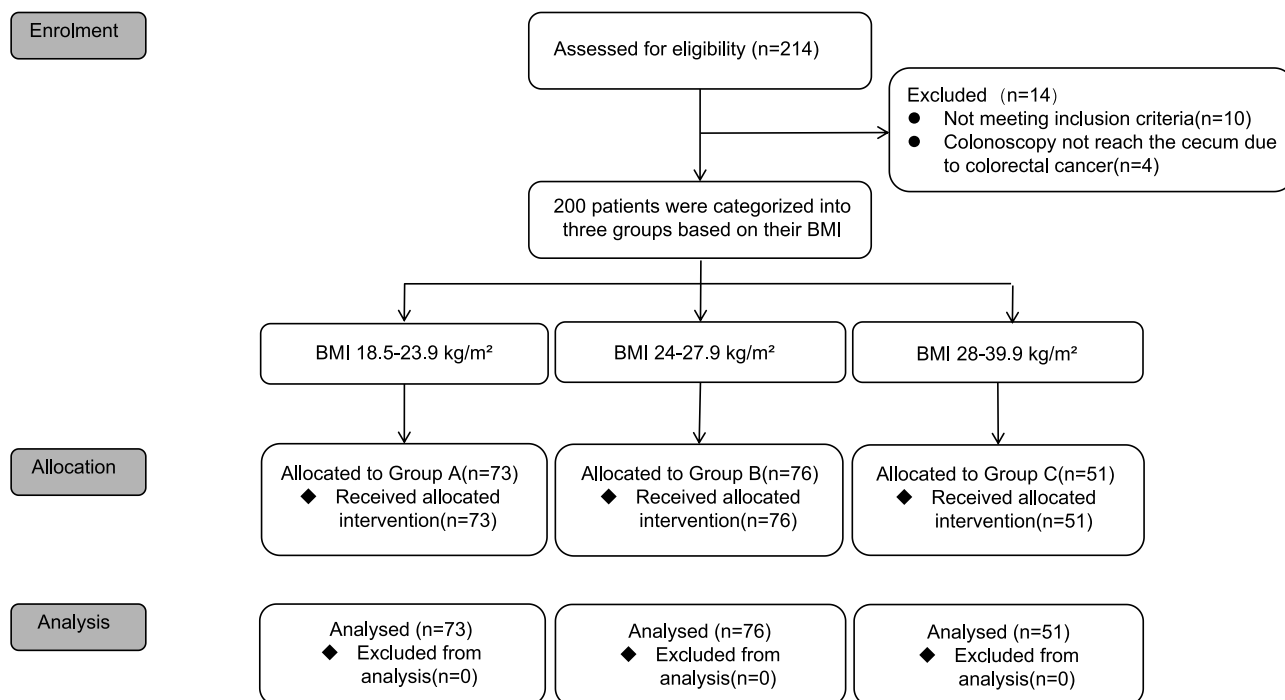 Enrolment
Assessed for eligibility (n=214)
Excluded （n=14)
● Not meeting inclusion criteria(n=10)
● Colonoscopy not reach the cecum due
to colorectal cancer(n=4)
200 patients were categorized into
three groups based on their BMI
BMI 18.5-23.9 kg/m²
BMI 24-27.9 kg/m²
BMI 28-39.9 kg/m²
Allocation
Allocated to Group A(n=73)
◆ Received allocated
intervention(n=73)
Allocated to Group B(n=76)
◆ Received allocated
intervention(n=76)
Allocated to Group C(n=51)
◆ Received allocated
intervention(n=51)
Analysis
Analysed (n=73)
◆ Excluded from
analysis(n=0)
Analysed (n=76)
◆ Excluded from
analysis(n=0)
Analysed (n=51)
◆ Excluded from
analysis(n=0)